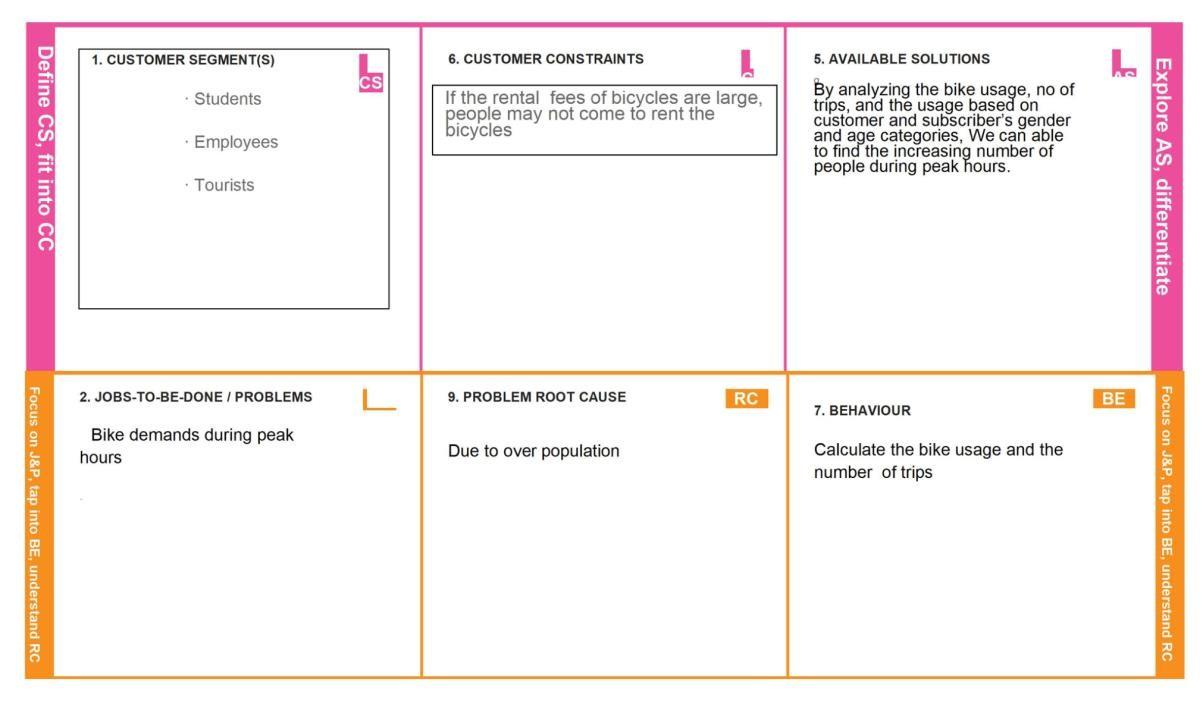 Define CS, fit into CC
1. CUSTOMER SEGMENT(S)
CS
· Students
· Employees
· Tourists
6. CUSTOMER CONSTRAINTS
If the rental  fees of bicycles are large,
people may not come to rent the
bicycles
5. AVAILABLE SOLUTIONS
AS
By analyzing the bike usage, no of
trips, and the usage based on
customer and subscriber's gender
and age categories, We can able
to find the increasing number of
people during peak hours.
Explore AS, differentiate
Focus on J&P, tap into BE, understand RC
2. JOBS-TO-BE-DONE / PROBLEMS
Bike demands during peak
hours
9. PROBLEM ROOT CAUSE
RC
Due to over population
7. BEHAVIOUR
BE
Calculate the bike usage and the
number  of trips
Focus on J&P, tap into BE, understand RC